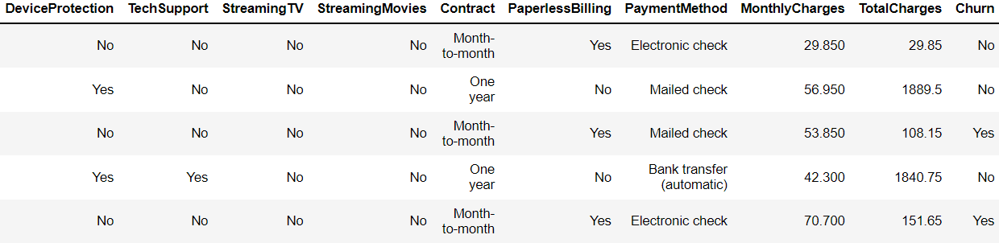 DeviceProtection TechSupport StreamingTV StreamingMovies Contract PaperlessBilling PaymentMethod MonthlyCharges TotalCharges Churn
No No No No Month-to-month Yes Electronic check 29.850 29.85 No
Yes No No No One year No Mailed check 56.950 1889.5 No
No No No No Month-to-month Yes Mailed check 53.850 108.15 Yes
Yes Yes No No One year No Bank transfer (automatic) 42.300 1840.75 No
No No No No Month-to-month Yes Electronic check 70.700 151.65 Yes